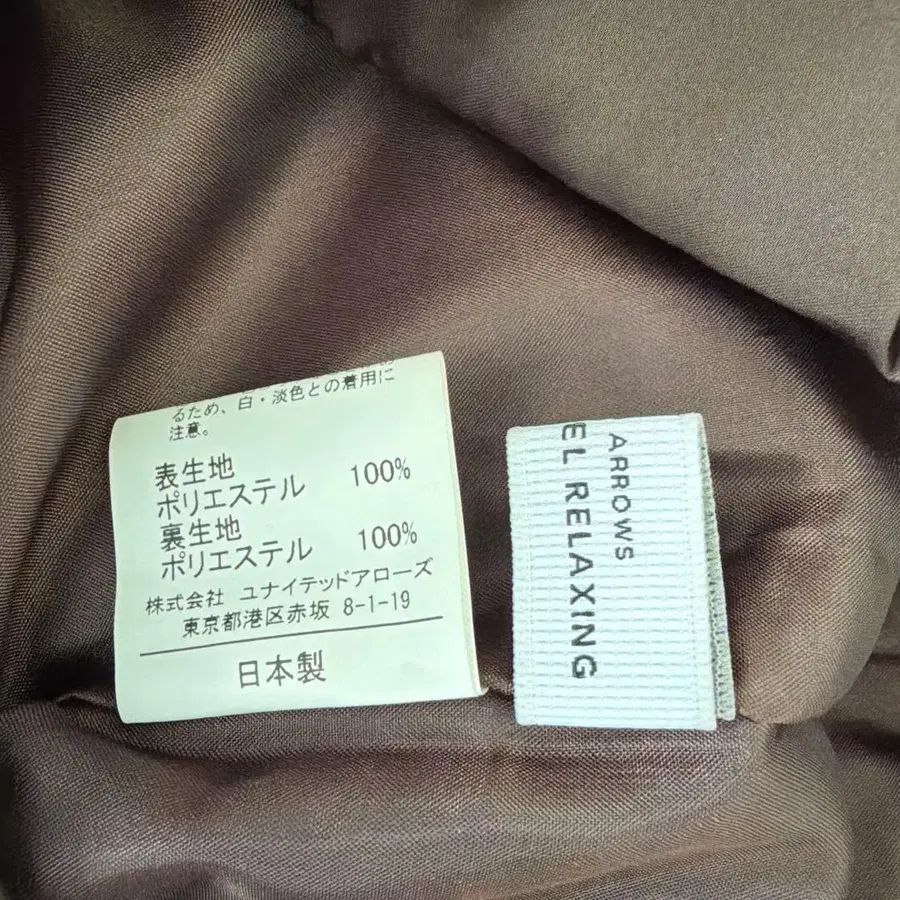 るため、白・淡色との着用に
注意。
表生地
ポリエステル 100%
裏生地
ポリエステル 100%
株式会社 ユナイテッドアローズ
東京都港区赤坂 8-1-19
日本製
ARROWS
EL RELAXING